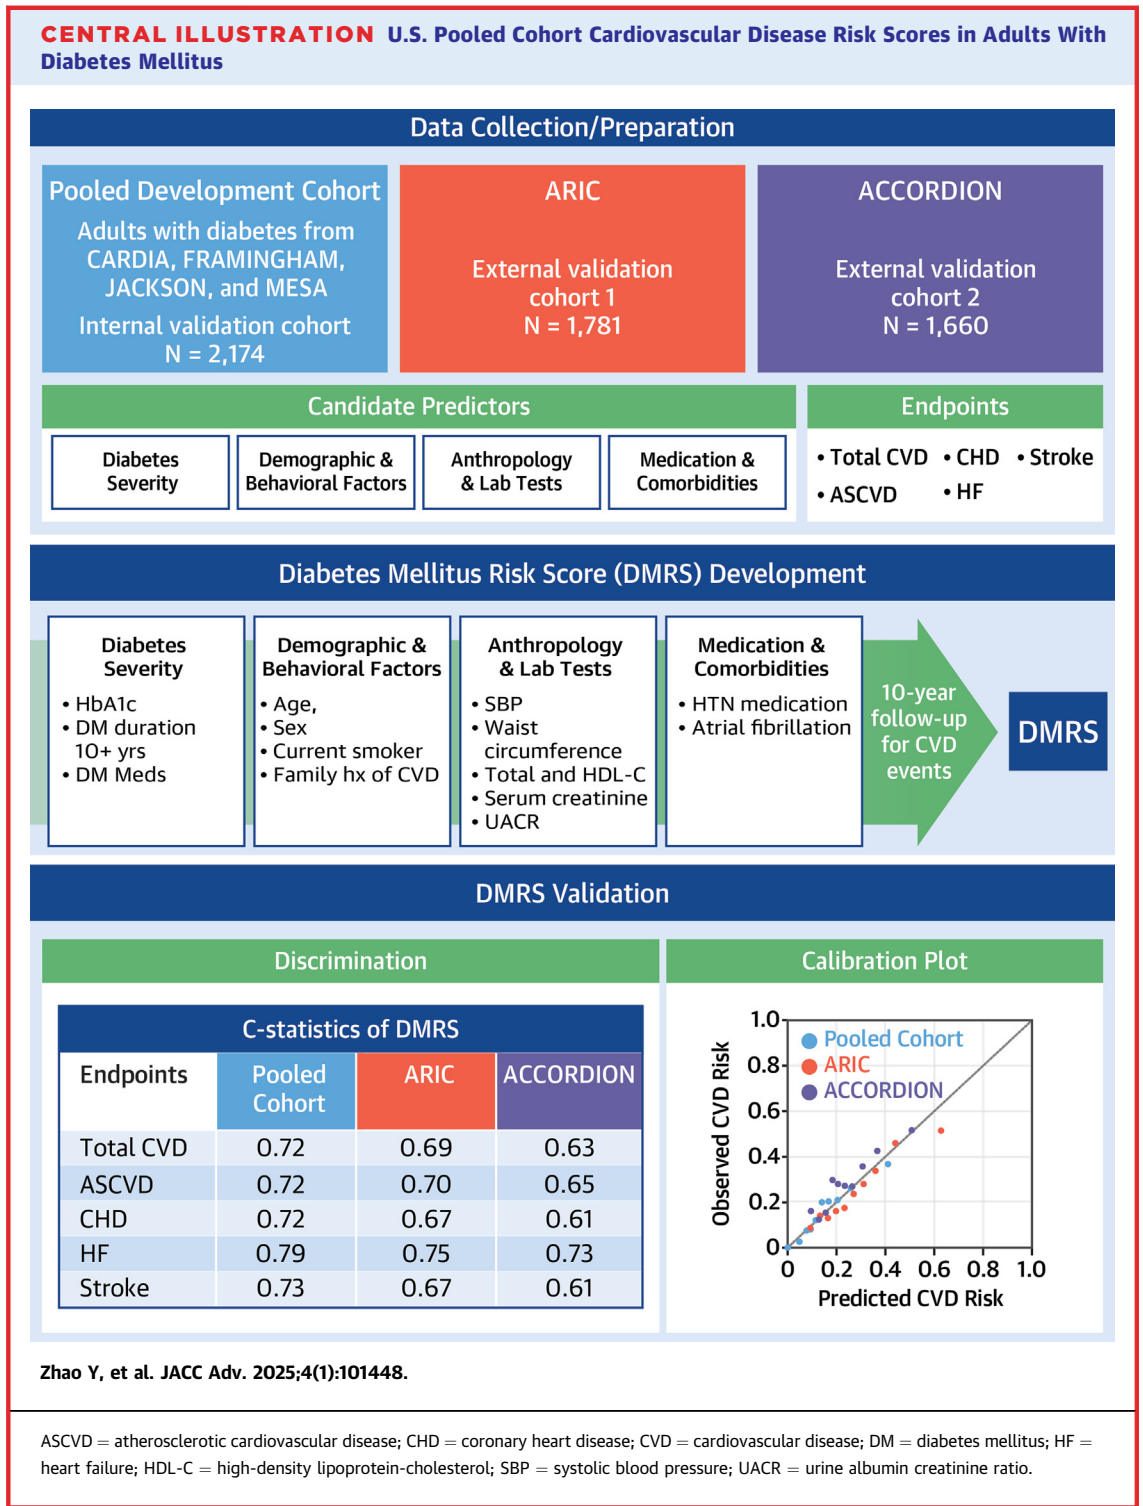 CENTRAL ILLUSTRATION U.S. Pooled Cohort Cardiovascular Disease Risk Scores in Adults With
Diabetes Mellitus
Data Collection/Preparation
Pooled Development Cohort
Adults with diabetes from
CARDIA, FRAMINGHAM,
JACKSON, and MESA
Internal validation cohort
N = 2,174
ARIC
External validation
cohort 1
N = 1,781
ACCORDION
External validation
cohort 2
N = 1,660
Candidate Predictors
Diabetes
Severity
Demographic &
Behavioral Factors
Anthropology
& Lab Tests
Medication &
Comorbidities
Endpoints
• Total CVD • CHD • Stroke
• ASCVD • HF
Diabetes Mellitus Risk Score (DMRS) Development
Diabetes
Severity
• HbA1c
• DM duration
10+ yrs
• DM Meds
Demographic &
Behavioral Factors
• Age,
• Sex
• Current smoker
• Family hx of CVD
Anthropology
& Lab Tests
• SBP
• Waist
circumference
• Total and HDL-C
• Serum creatinine
• UACR
Medication &
Comorbidities
• HTN medication
• Atrial fibrillation
10-year
follow-up
for CVD
events
DMRS
DMRS Validation
Discrimination
C-statistics of DMRS
Endpoints Pooled Cohort ARIC ACCORDION
Total CVD 0.72 0.69 0.63
ASCVD 0.72 0.70 0.65
CHD 0.72 0.67 0.61
HF 0.79 0.75 0.73
Stroke 0.73 0.67 0.61
Calibration Plot
Observed CVD Risk
1.0
0.8
0.6
0.4
0.2
0
Pooled Cohort
ARIC
ACCORDION
0 0.2 0.4 0.6 0.8 1.0
Predicted CVD Risk
Zhao Y, et al. JACC Adv. 2025;4(1):101448.
ASCVD = atherosclerotic cardiovascular disease; CHD = coronary heart disease; CVD = cardiovascular disease; DM = diabetes mellitus; HF =
heart failure; HDL-C = high-density lipoprotein-cholesterol; SBP = systolic blood pressure; UACR = urine albumin creatinine ratio.